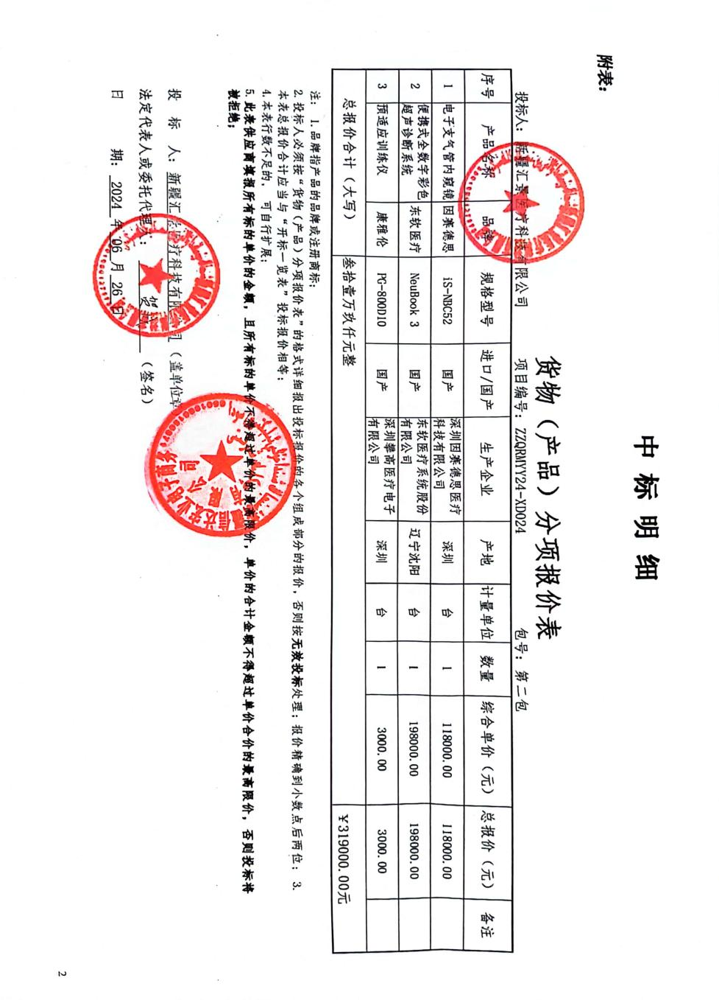 附表：
中标明细
货物（产品）分项报价表
投标人：新疆汇景医疗科技有限公司 项目编号：ZZQRMYY24-XD024 包号：第二包
序号 产品名称 品牌 规格型号 进口/国产 生产企业 产地 计量单位 数量 综合单价（元） 总报价（元） 备注
1 电子支气管内窥镜 因赛德思 iS-NBC52 国产 深圳因赛德思医疗科技有限公司 深圳 台 1 118000.00 118000.00
2 便携式全数字彩色超声诊断系统 东软医疗 NeuBook 3 国产 东软医疗系统股份有限公司 辽宁沈阳 台 1 198000.00 198000.00
3 预适应训练仪 康雅伦 PG-800D10 国产 深圳攀高医疗电子有限公司 深圳 台 1 3000.00 3000.00
总报价合计（大写） 叁拾壹万玖仟元整 ¥319000.00元
注： 1.品牌指产品的品牌或注册商标；
2.投标人必须按“货物（产品）分项报价表”的格式详细报出投标报价的各个组成部分的报价，否则按无效投标处理；报价精确到小数点后两位； 3.
本表总报价合计应当与“开标一览表”投标报价相等；
4.本表行数不足的， 可自行扩展；
5.此表供应商填报所有标的单价的金额，且所有标的单价不得超过单价的最高限价，单价的合计金额不得超过单价合价的最高限价，否则投标将
被拒绝；
投 标 人：新疆汇景医疗科技有限公司（盖单位章
法定代表人或委托代理人：（签名）
日 期：2024 年 06 月 26 日
2